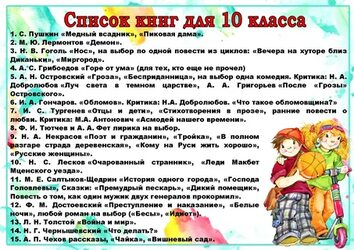 Список книг для 10 класса
1. С. Пушкин «Медный всадник», «Пиковая дама».
2. М. Ю. Лермонтов «Демон».
3. Н. В. Гоголь «Нос», на выбор по одной повести из циклов: «Вечера на хуторе близ
Диканьки», «Миргород».
4. А.'С. Грибоедов «Горе от ума» (для тех, кто еще не прочел)
5. А. Н. Островский «Гроза», «Бесприданница», на выбор одна комедия. Критика: Н. А.
Добролюбов «Луч света в темном царстве», А. А. Григорьев «После «Грозы»
Островского».
6. И. А. Гончаров. «Обломов». Критика: Н.А. Добролюбов. «Что такое обломовщина?»
7. И. С. Тургенев «Отцы и дети», «Стихотворения в прозе», ранние повести о
любви. Критика: М.А. Антонович «Асмодей нашего времени».
8. Ф. И. Тютчев и А. А. Фет лирика на выбор.
9. Н. А. Некрасов «Поэт и гражданин», «Тройка», «В полном
разгаре страда деревенская», «Кому на Руси жить хорошо»,
«Русские женщины».
10. Н. С. Лесков «Очарованный странник», «Леди Макбет
Мценского уезда».
11. М. Е. Салтыков-Щедрин «История одного города», «Господа
Головлевы», Сказки: «Премудрый пескарь», «Дикий помещик»,
Повесть о том, как один мужик двух генералов прокормил».
12. Ф. М. Достоевский «Преступление и наказание», «Белые
ночи», любой роман на выбор («Бесы», «Идиот»).
13. Л. Н. Толстой «Война и мир».
14. Н. Г. Чернышевский «Что делать?»
15. А. П. Чехов рассказы, «Чайка», «Вишневый сад».